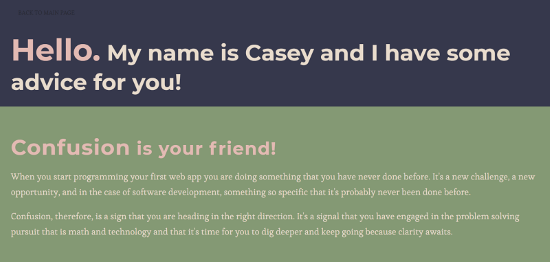 BACK TO MAIN PAGE
Hello. My name is Casey and I have some
advice for you!
Confusion is your friend!
When you start programming your first web app you are doing something that you have never done before. It's a new challenge, a new
opportunity, and in the case of software development, something so specific that it's probably never been done before.
Confusion, therefore, is a sign that you are heading in the right direction. It's a signal that you have engaged in the problem solving
pursuit that is math and technology and that it's time for you to dig deeper and keep going because clarity awaits.